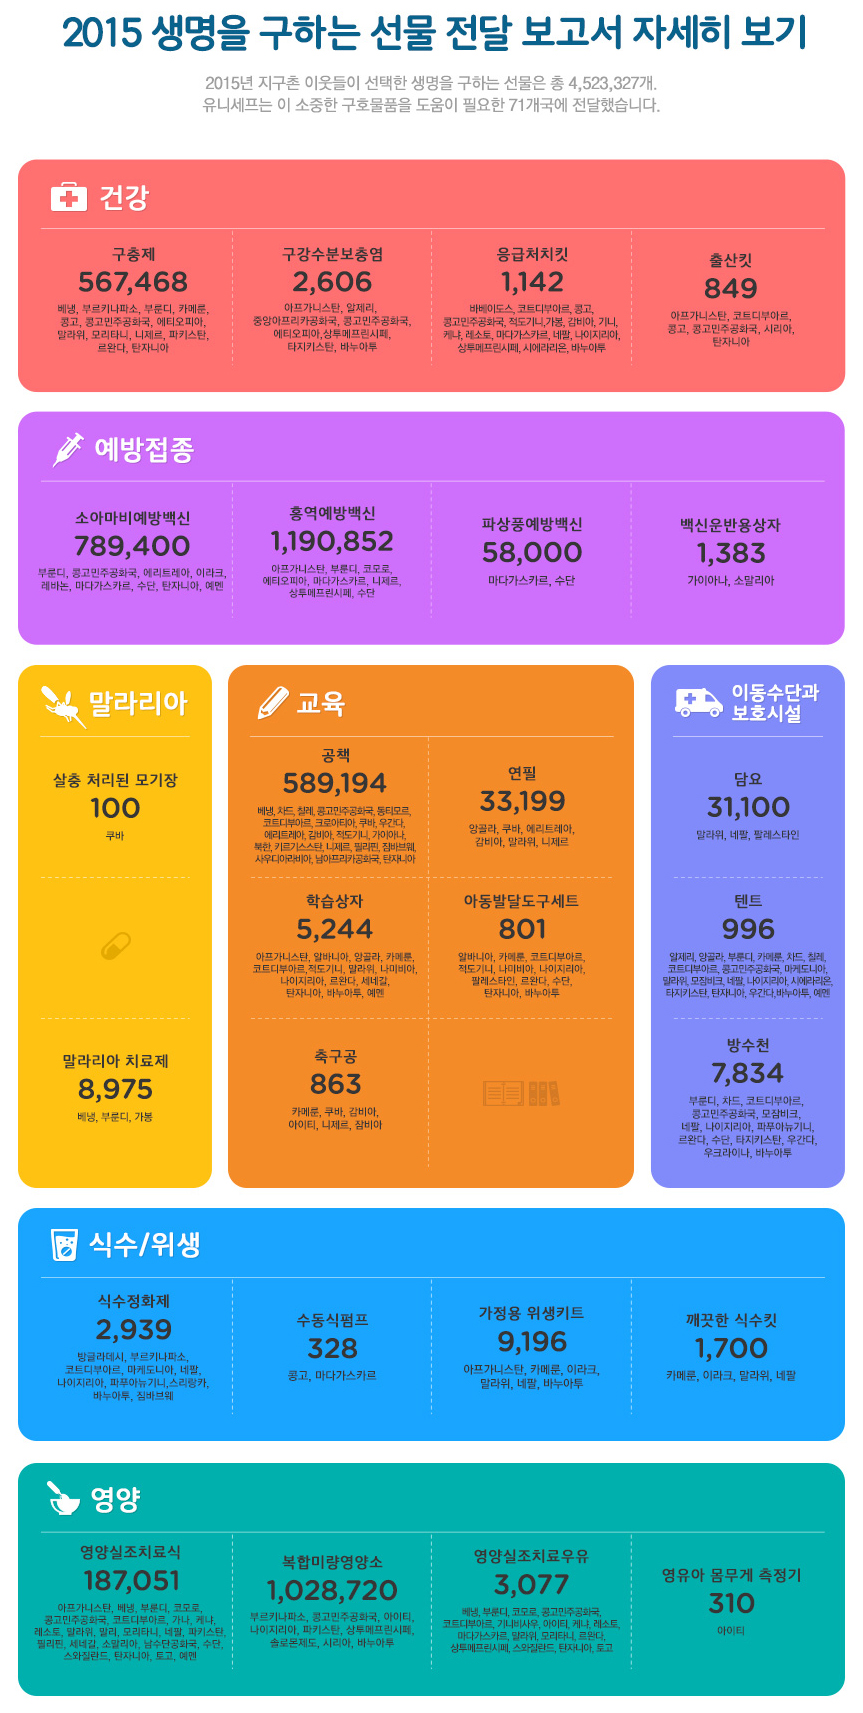 2015 생명을 구하는 선물 전달 보고서 자세히 보기
2015년 지구촌 이웃들이 선택한 생명을 구하는 선물은 총 4,523,327개.
유니세프는 이 소중한 구호물품을 도움이 필요한 71개국에 전달했습니다.
건강
구충제
567,468
베냉, 부르키나파소, 부룬디, 카메룬,
콩고, 콩고민주공화국, 에티오피아,
말라위, 모리타니, 니제르, 파키스탄,
르완다, 탄자니아
구강수분보충염
2,606
아프가니스탄, 알제리,
중앙아프리카공화국, 콩고민주공화국,
에티오피아,상투메프린시페,
타지키스탄, 바누아투
응급처치킷
1,142
바베이도스, 코트디부아르, 콩고,
콩고민주공화국, 적도기니,가봉, 감비아, 기니,
케냐, 레소토, 마다가스카르, 네팔, 나이지리아,
상투메프린시페, 시에라리온, 바누아투
출산킷
849
아프가니스탄, 코트디부아르,
콩고, 콩고민주공화국, 시리아,
탄자니아
예방접종
소아마비예방백신
789,400
부룬디, 콩고민주공화국, 에리트레아, 이라크,
레바논, 마다가스카르, 수단, 탄자니아, 예멘
홍역예방백신
1,190,852
아프가니스탄, 부룬디, 코모로,
에티오피아, 마다가스카르, 니제르,
상투메프린시페, 수단
파상풍예방백신
58,000
마다가스카르, 수단
백신운반용상자
1,383
가이아나, 소말리아
말라리아
살충 처리된 모기장
100
쿠바
말라리아 치료제
8,975
베냉, 부룬디, 가봉
교육
공책
589,194
베냉, 차드, 칠레, 콩고민주공화국, 동티모르,
코트디부아르, 크로아티아, 쿠바, 우간다,
에리트레아, 감비아, 적도기니, 가이아나,
북한, 키르기스스탄, 니제르, 필리핀, 짐바브웨,
사우디아라비아, 남아프리카공화국, 탄자니아
연필
33,199
앙골라, 쿠바, 에리트레아,
감비아, 말라위, 니제르
학습상자
5,244
아프가니스탄, 알바니아, 앙골라, 카메룬,
코트디부아르,적도기니, 말라위, 나미비아,
나이지리아, 르완다, 세네갈,
탄자니아, 바누아투, 예멘
아동발달도구세트
801
알바니아, 카메룬, 코트디부아르,
적도기니, 나미비아, 나이지리아,
팔레스타인, 르완다, 수단,
탄자니아, 바누아투
축구공
863
카메룬, 쿠바, 감비아,
아이티, 니제르, 잠비아
이동수단과
보호시설
담요
31,100
말라위, 네팔, 팔레스타인
텐트
996
알제리, 앙골라, 부룬디, 카메룬, 차드, 칠레,
코트디부아르, 콩고민주공화국, 마케도니아,
말라위, 모잠비크, 네팔, 나이지리아, 시에라리온,
타지키스탄, 탄자니아, 우간다,바누아투, 예멘
방수천
7,834
부룬디, 차드, 코트디부아르,
콩고민주공화국, 모잠비크,
네팔, 나이지리아, 파푸아뉴기니,
르완다, 수단, 타지키스탄, 우간다,
우크라이나, 바누아투
식수/위생
식수정화제
2,939
방글라데시, 부르키나파소,
코트디부아르, 마케도니아, 네팔,
나이지리아, 파푸아뉴기니,스리랑카,
바누아투, 짐바브웨
수동식펌프
328
콩고, 마다가스카르
가정용 위생키트
9,196
아프가니스탄, 카메룬, 이라크,
말라위, 네팔, 바누아투
깨끗한 식수킷
1,700
카메룬, 이라크, 말라위, 네팔
영양
영양실조치료식
187,051
아프가니스탄, 베냉, 부룬디, 코모로,
콩고민주공화국, 코트디부아르, 가나, 케냐,
레소토, 말라위, 말리, 모리타니, 네팔, 파키스탄,
필리핀, 세네갈, 소말리아, 남수단공화국, 수단,
스와질란드, 탄자니아, 토고, 예멘
복합미량영양소
1,028,720
부르키나파소, 콩고민주공화국, 아이티,
나이지리아, 파키스탄, 상투메프린시페,
솔로몬제도, 시리아, 바누아투
영양실조치료우유
3,077
베냉, 부룬디, 코모로, 콩고민주공화국,
코트디부아르, 기니비사우, 아이티, 케냐, 레소토,
마다가스카르, 말라위, 모리타니, 르완다,
상투메프린시페, 스와질란드, 탄자니아, 토고
영유아 몸무게 측정기
310
아이티